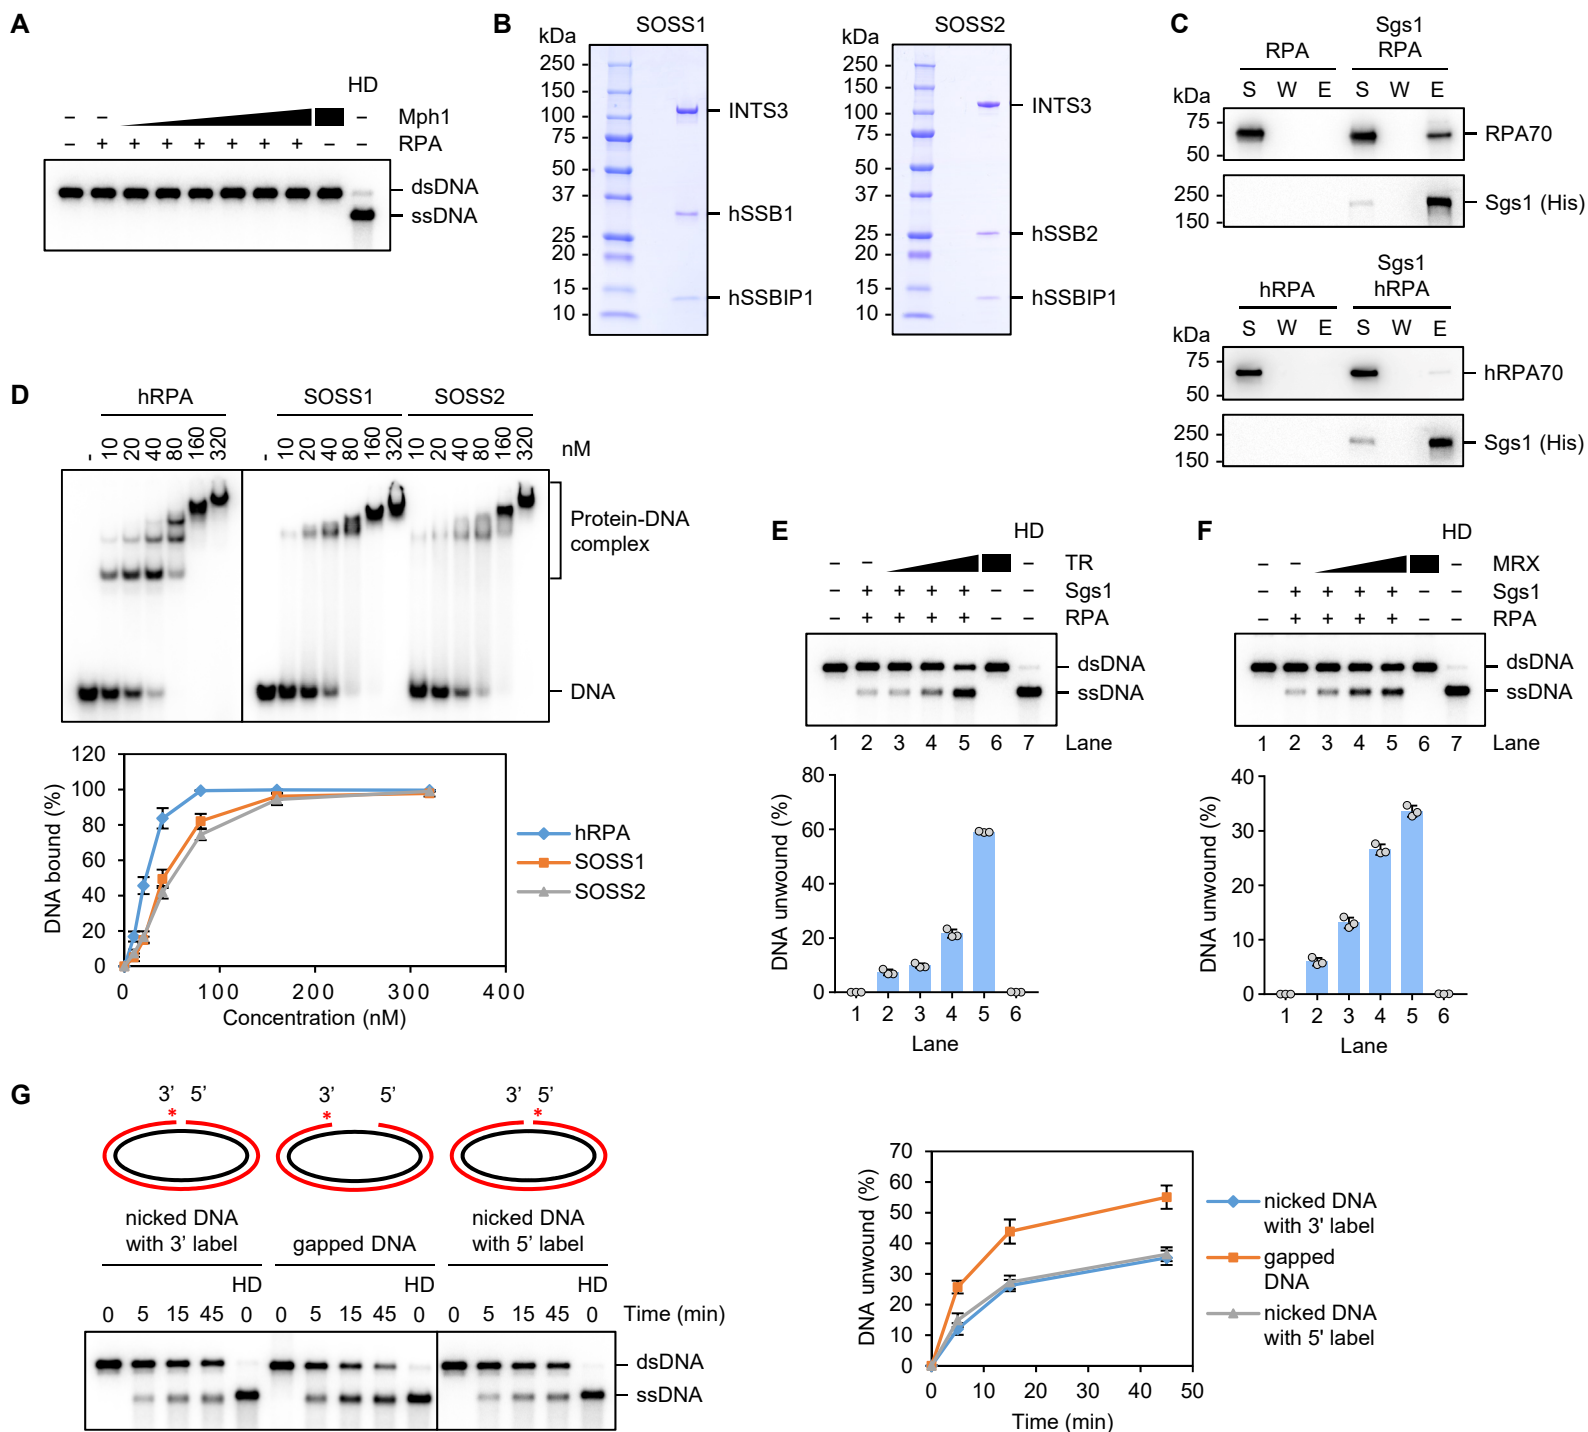 A
HD
– – – Mph1
– + + + + + + + – – RPA
dsDNA
ssDNA
B
SOSS1
kDa
250
150
100
75
50
37
25
20
15
10
INTS3
hSSB1
hSSBIP1
SOSS2
kDa
250
150
100
75
50
37
25
20
15
10
INTS3
hSSB2
hSSBIP1
C
RPA
Sgs1
RPA
S W E S W E
kDa
75
50
RPA70
250
150
Sgs1 (His)
hRPA
Sgs1
hRPA
S W E S W E
kDa
75
50
hRPA70
250
150
Sgs1 (His)
D
hRPA SOSS1 SOSS2
- 10 20 40 80 160 320 - 10 20 40 80 160 320 10 20 40 80 160 320 nM
Protein-DNA
complex
DNA
120
100
80
60
40
20
0
DNA bound (%)
0 100 200 300 400
Concentration (nM)
hRPA
SOSS1
SOSS2
E
HD
– – – TR
– + + + + – – Sgs1
– + + + + – – RPA
dsDNA
ssDNA
1 2 3 4 5 6 7 Lane
80
60
40
20
0
DNA unwound (%)
1 2 3 4 5 6
Lane
F
HD
– – – MRX
– + + + + – – Sgs1
– + + + + – – RPA
dsDNA
ssDNA
1 2 3 4 5 6 7 Lane
40
30
20
10
0
DNA unwound (%)
1 2 3 4 5 6
Lane
G
3’ 5’
*
3’ 5’
*
3’ 5’
*
nicked DNA
with 3’ label
gapped DNA
nicked DNA
with 5’ label
HD HD HD
0 5 15 45 0 0 5 15 45 0 0 5 15 45 0 Time (min)
dsDNA
ssDNA
70
60
50
40
30
20
10
0
DNA unwound (%)
0 10 20 30 40 50
Time (min)
nicked DNA
with 3' label
gapped
DNA
nicked DNA
with 5' label